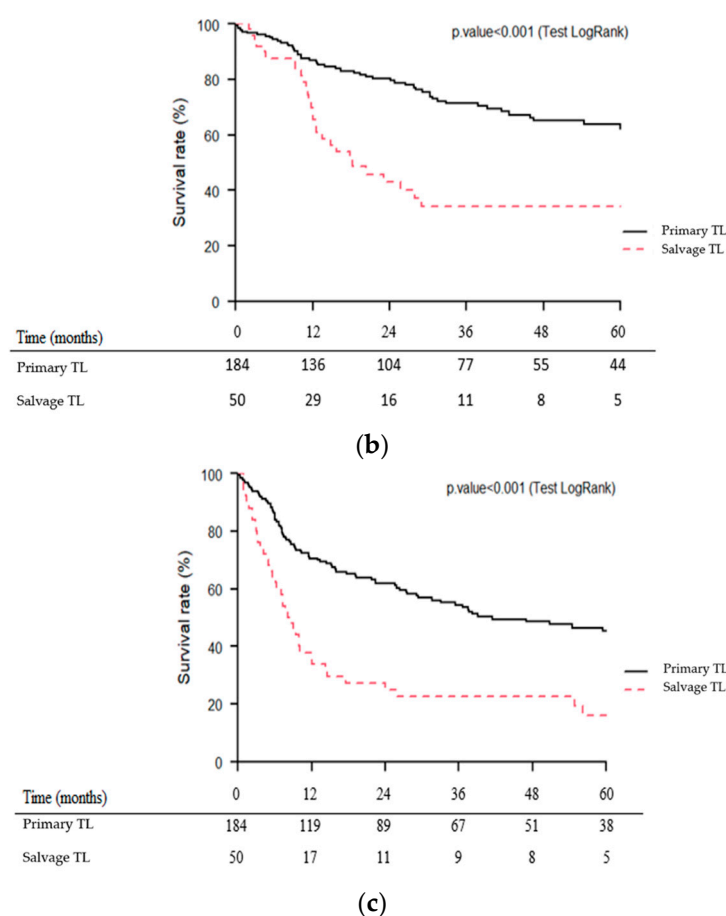 100
p.value<0.001 (Test LogRank)
80
60
40
20
0
Survival rate (%)
Primary TL
Salvage TL
Time (months) 0 12 24 36 48 60
Primary TL 184 136 104 77 55 44
Salvage TL 50 29 16 11 8 5
(b)
100
p.value<0.001 (Test LogRank)
80
60
40
20
0
Survival rate (%)
Primary TL
Salvage TL
Time (months) 0 12 24 36 48 60
Primary TL 184 119 89 67 51 38
Salvage TL 50 17 11 9 8 5
(c)